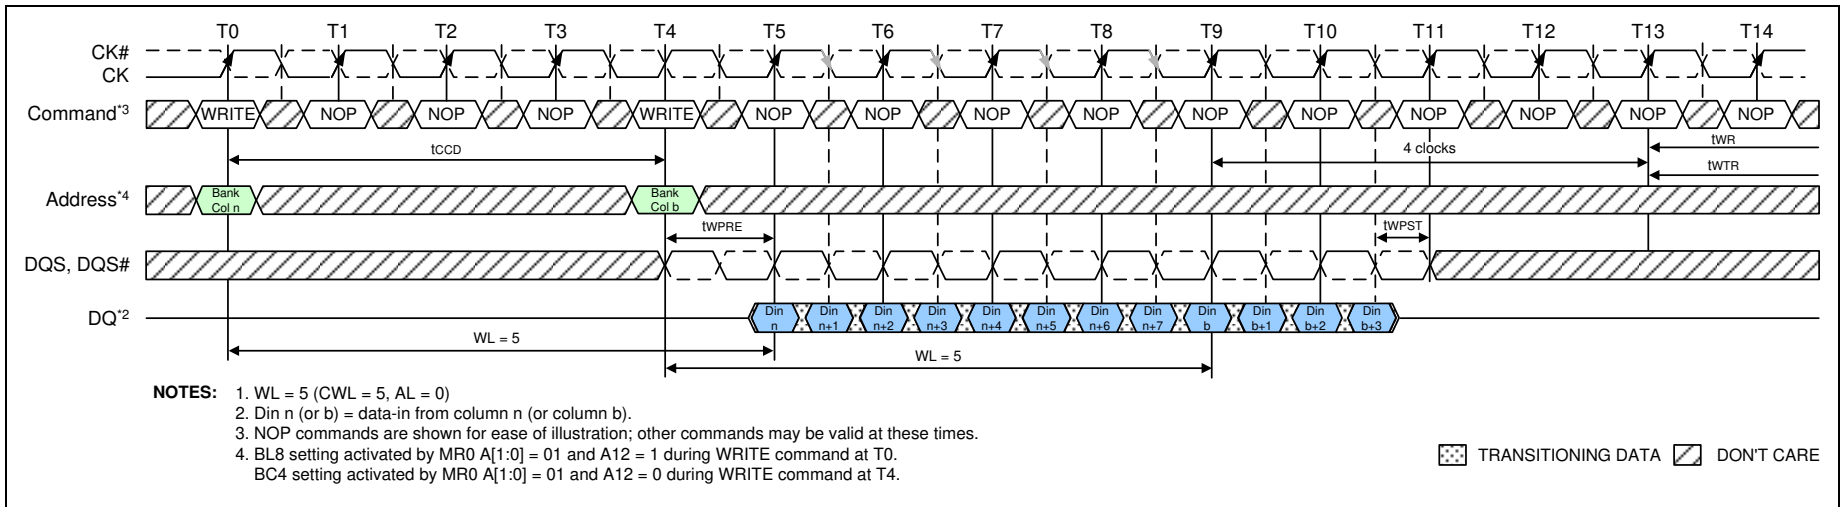 T0 T1 T2 T3 T4 T5 T6 T7 T8 T9 T10 T11 T12 T13 T14
CK#
CK
Command*3 WRITE NOP NOP NOP WRITE NOP NOP NOP NOP NOP NOP NOP NOP NOP NOP
tCCD 4 clocks tWR
tWTR
Address*4 Bank Col n Bank Col b
tWPRE tWPST
DQS, DQS#
DQ*2 Din n Din n+1 Din n+2 Din n+3 Din n+4 Din n+5 Din n+6 Din n+7 Din b Din b+1 Din b+2 Din b+3
WL = 5
WL = 5
NOTES: 1. WL = 5 (CWL = 5, AL = 0)
2. Din n (or b) = data-in from column n (or column b).
3. NOP commands are shown for ease of illustration; other commands may be valid at these times.
4. BL8 setting activated by MR0 A[1:0] = 01 and A12 = 1 during WRITE command at T0.
BC4 setting activated by MR0 A[1:0] = 01 and A12 = 0 during WRITE command at T4.
TRANSITIONING DATA DON'T CARE